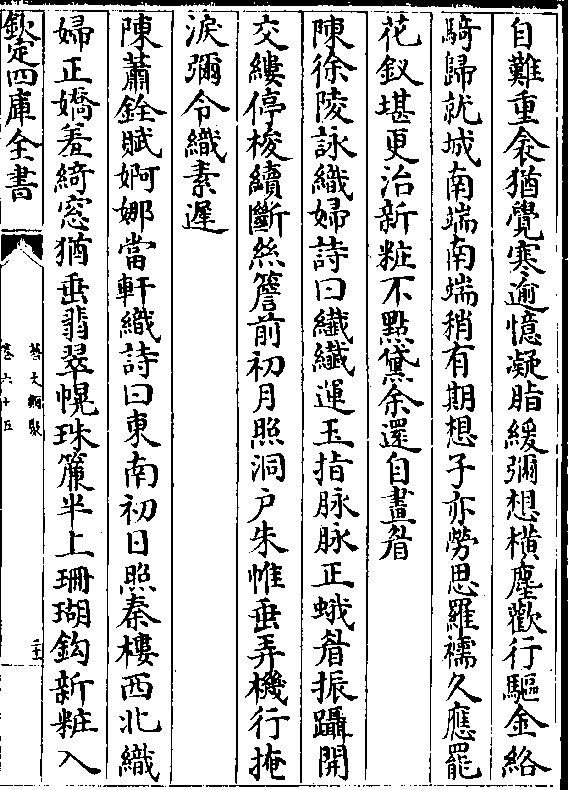 自難重衾猶覺寒逾憶凝脂緩彌想橫塵歡行驅金絡
騎歸就城南端南端稍有期想子亦勞思羅襦久應罷
花釵堪更治新粧不點黛余還自畫眉
陳徐陵詠織婦詩曰纎纎運玉指脉脉正蛾眉振躡開
交縷停梭續斷絲簷前初月照洞戶朱帷垂弄機行掩
淚彌令織素遲
陳蕭銓賦婀娜當軒織詩曰東南初日照秦樓西北織
婦正嬌羞綺窓猶垂翡翠幌珠簾半上珊瑚鈎新粧入
欽定四庫全書
藝文類聚
卷六十五